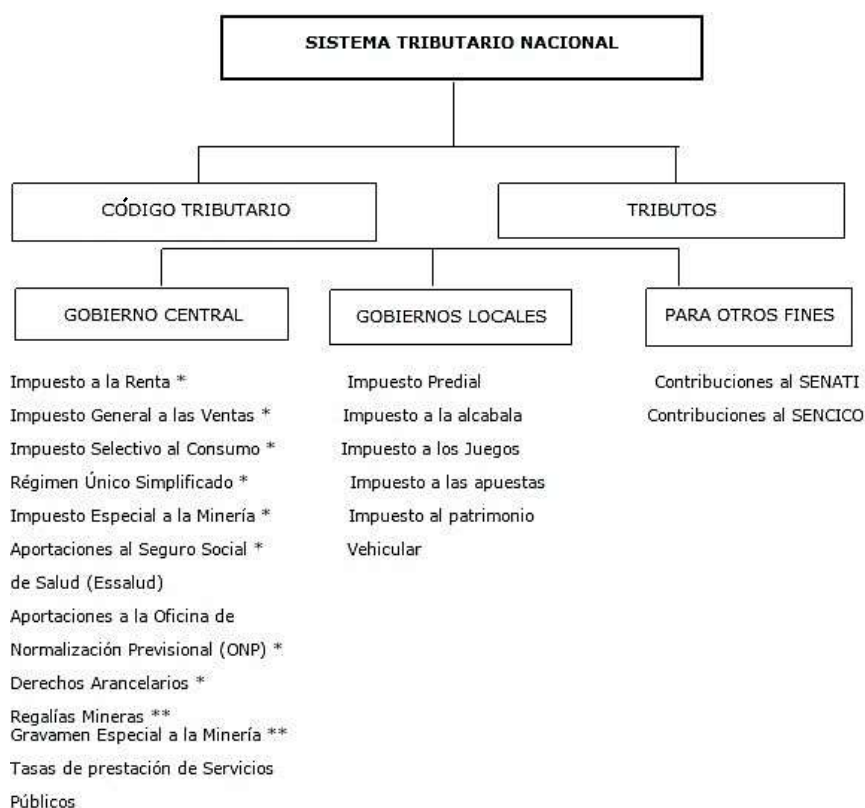 SISTEMA TRIBUTARIO NACIONAL
CÓDIGO TRIBUTARIO
TRIBUTOS
GOBIERNO CENTRAL
GOBIERNOS LOCALES
PARA OTROS FINES
Impuesto a la Renta *
Impuesto General a las Ventas *
Impuesto Selectivo al Consumo *
Régimen Único Simplificado *
Impuesto Especial a la Minería *
Aportaciones al Seguro Social *
de Salud (Essalud)
Aportaciones a la Oficina de
Normalización Previsional (ONP) *
Derechos Arancelarios *
Regalías Mineras **
Gravamen Especial a la Minería **
Tasas de prestación de Servicios
Públicos
Impuesto Predial
Impuesto a la alcabala
Impuesto a los Juegos
Impuesto a las apuestas
Impuesto al patrimonio
Vehicular
Contribuciones al SENATI
Contribuciones al SENCICO